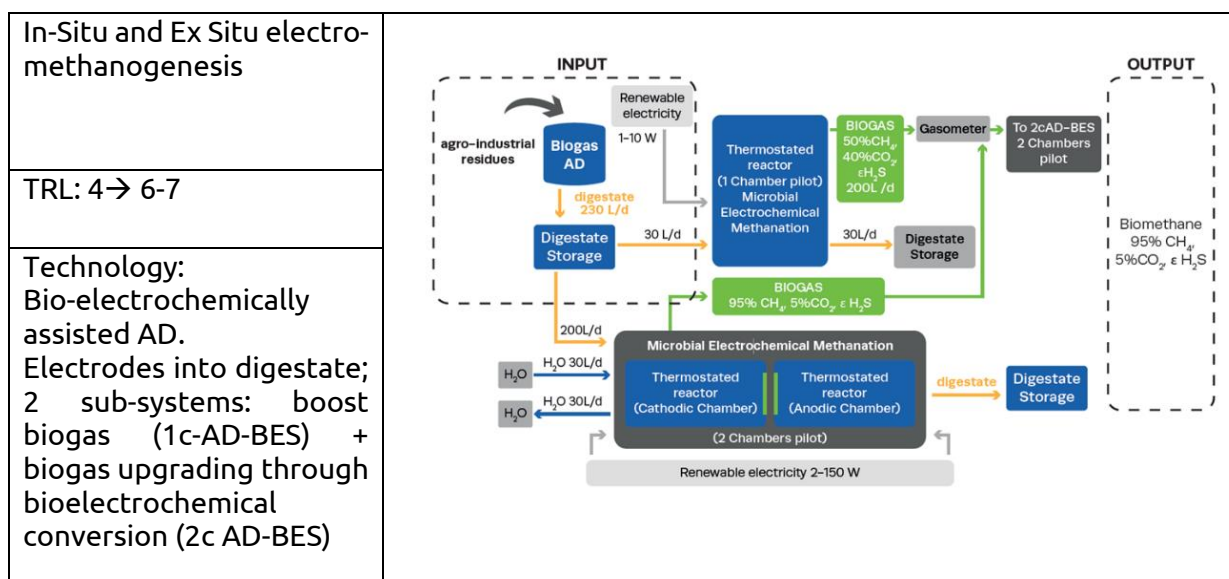 In-Situ and Ex Situ electro-
methanogenesis
TRL: 4→ 6-7
Technology:
Bio-electrochemically
assisted AD.
Electrodes into digestate;
2 sub-systems: boost
biogas (1c-AD-BES) +
biogas upgrading through
bioelectrochemical
conversion (2c AD-BES)
INPUT
agro-industrial
residues
Biogas
AD
Renewable
electricity
1-10 W
digestate
230 L/d
Digestate
Storage
30 L/d
Thermostated
reactor
(1 Chamber pilot)
Microbial
Electrochemical
Methanation
BIOGAS
50%CH₄,
40%CO₂,
εH₂S
200L /d
Gasometer
To 2cAD-BES
2 Chambers
pilot
30L/d
Digestate
Storage
BIOGAS
95% CH₄, 5%CO₂, ε H₂S
200L/d
H₂O
H₂O 30L/d
H₂O
H₂O 30L/d
Microbial Electrochemical Methanation
Thermostated
reactor
(Cathodic Chamber)
Thermostated
reactor
(Anodic Chamber)
(2 Chambers pilot)
Renewable electricity 2-150 W
digestate
Digestate
Storage
OUTPUT
Biomethane
95% CH₄,
5%CO₂, ε H₂S